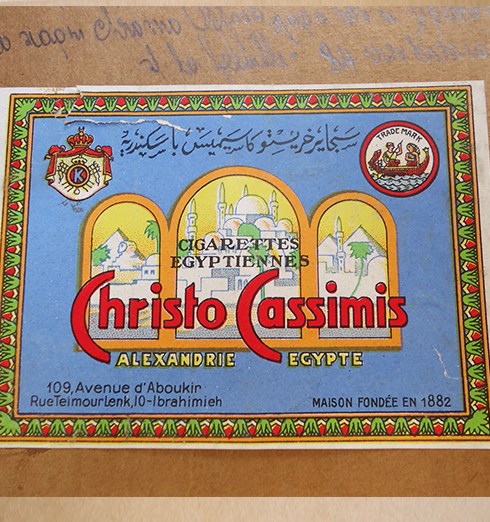 سجاير خريستو كاسيميس باسكندرية
TRADE MARK
K
CIGARETTES
EGYPTIENNES
Christo Cassimis
ALEXANDRIE EGYPTE
109, Avenue d'Aboukir
Rue Teimourlenk, 10-Ibrahimieh
MAISON FONDÉE EN 1882